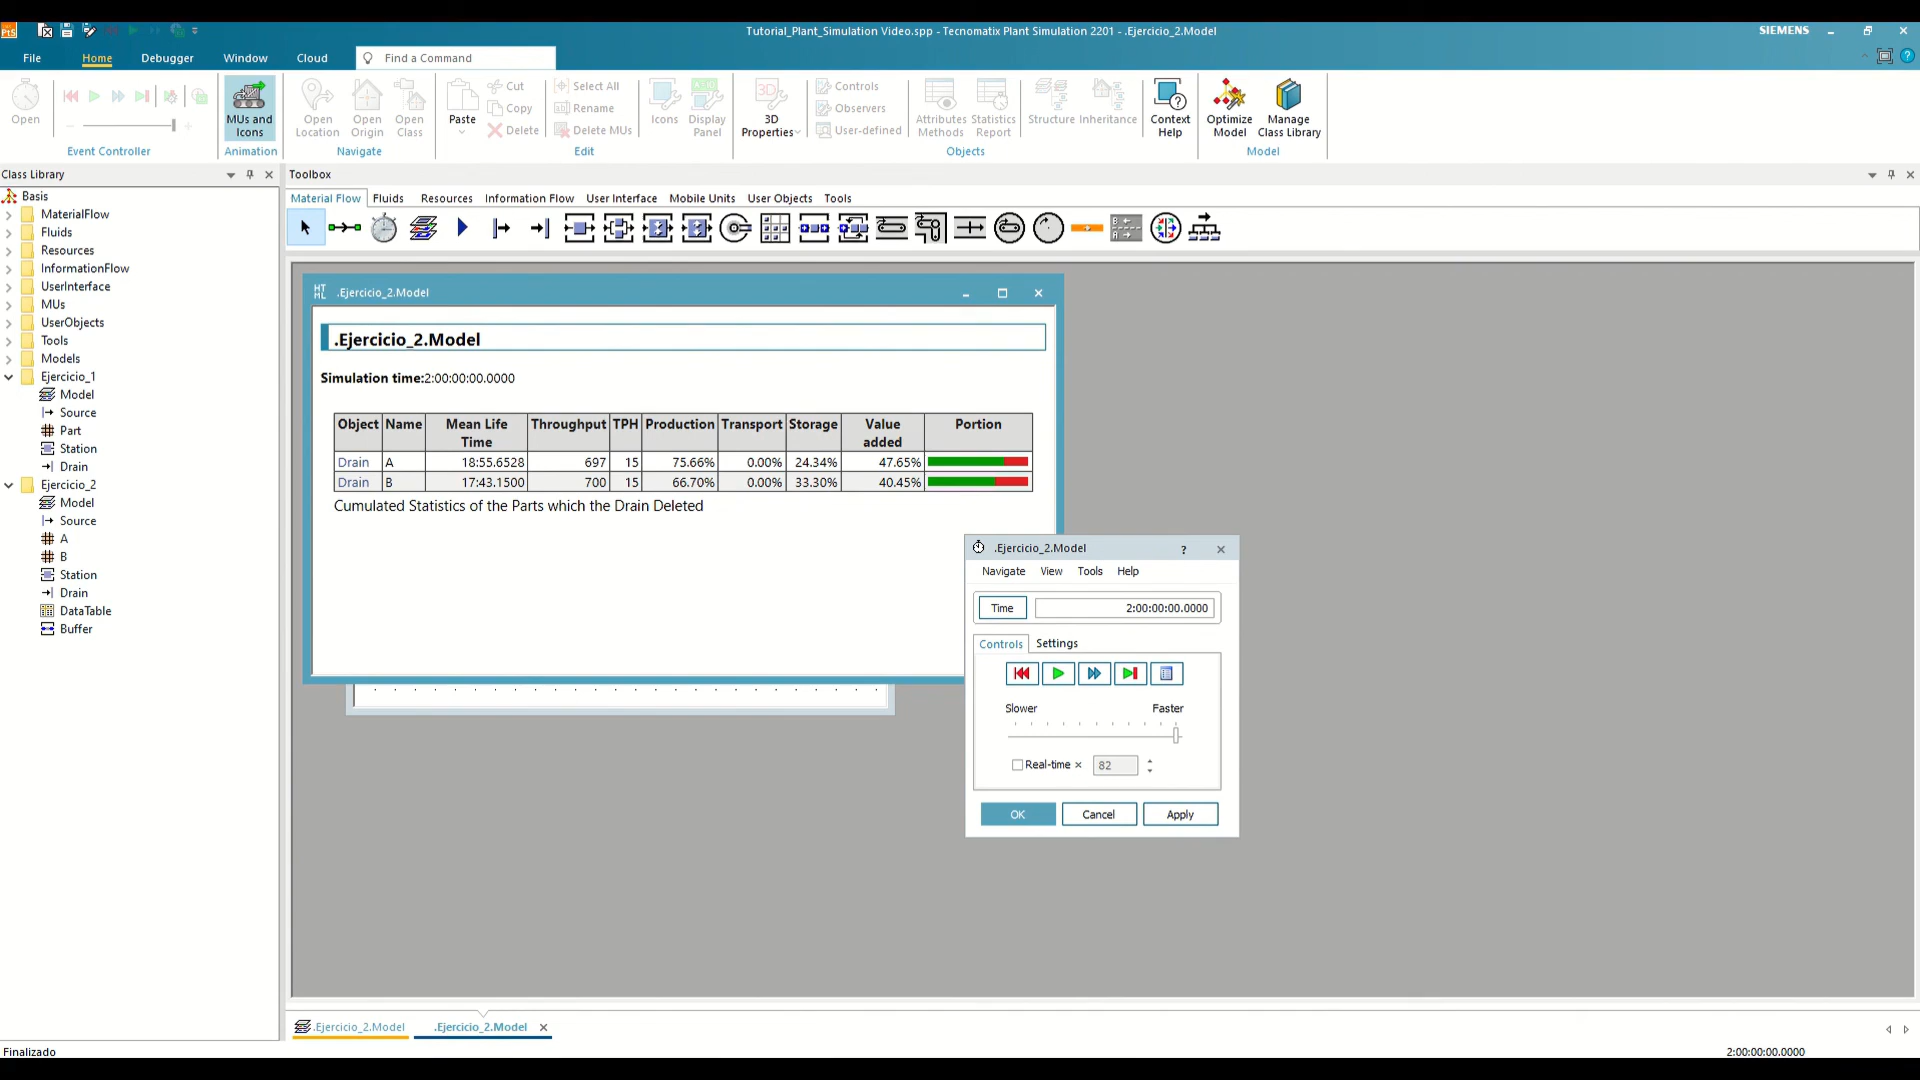 Tutorial_Plant_Simulation Video.spp - Tecnomatix Plant Simulation 2201 - .Ejercicio_2.Model
SIEMENS
File Home Debugger Window Cloud Find a Command
Open
Event Controller
MUs and Icons
Animation
Open Location
Open Origin
Open Class
Navigate
Paste
Cut
Copy
Delete
Select All
Rename
Delete MUs
Edit
Icons
Display Panel
3D Properties
Controls
Observers
User-defined
Attributes Methods
Statistics Report
Structure
Inheritance
Objects
Context Help
Optimize Model
Manage Class Library
Model
Class Library
Basis
MaterialFlow
Fluids
Resources
InformationFlow
UserInterface
MUs
UserObjects
Tools
Models
Ejercicio_1
Model
Source
Part
Station
Drain
Ejercicio_2
Model
Source
A
B
Station
Drain
DataTable
Buffer
Toolbox
Material Flow Fluids Resources Information Flow User Interface Mobile Units User Objects Tools
.Ejercicio_2.Model
.Ejercicio_2.Model
Simulation time:2:00:00:00.0000
Object Name Mean Life Time Throughput TPH Production Transport Storage Value added Portion
Drain A 18:55.6528 697 15 75.66% 0.00% 24.34% 47.65%
Drain B 17:43.1500 700 15 66.70% 0.00% 33.30% 40.45%
Cumulated Statistics of the Parts which the Drain Deleted
.Ejercicio_2.Model ?
Navigate View Tools Help
Time 2:00:00:00.0000
Controls Settings
Slower Faster
Real-time × 82
OK Cancel Apply
.Ejercicio_2.Model .Ejercicio_2.Model
Finalizado 2:00:00:00.0000